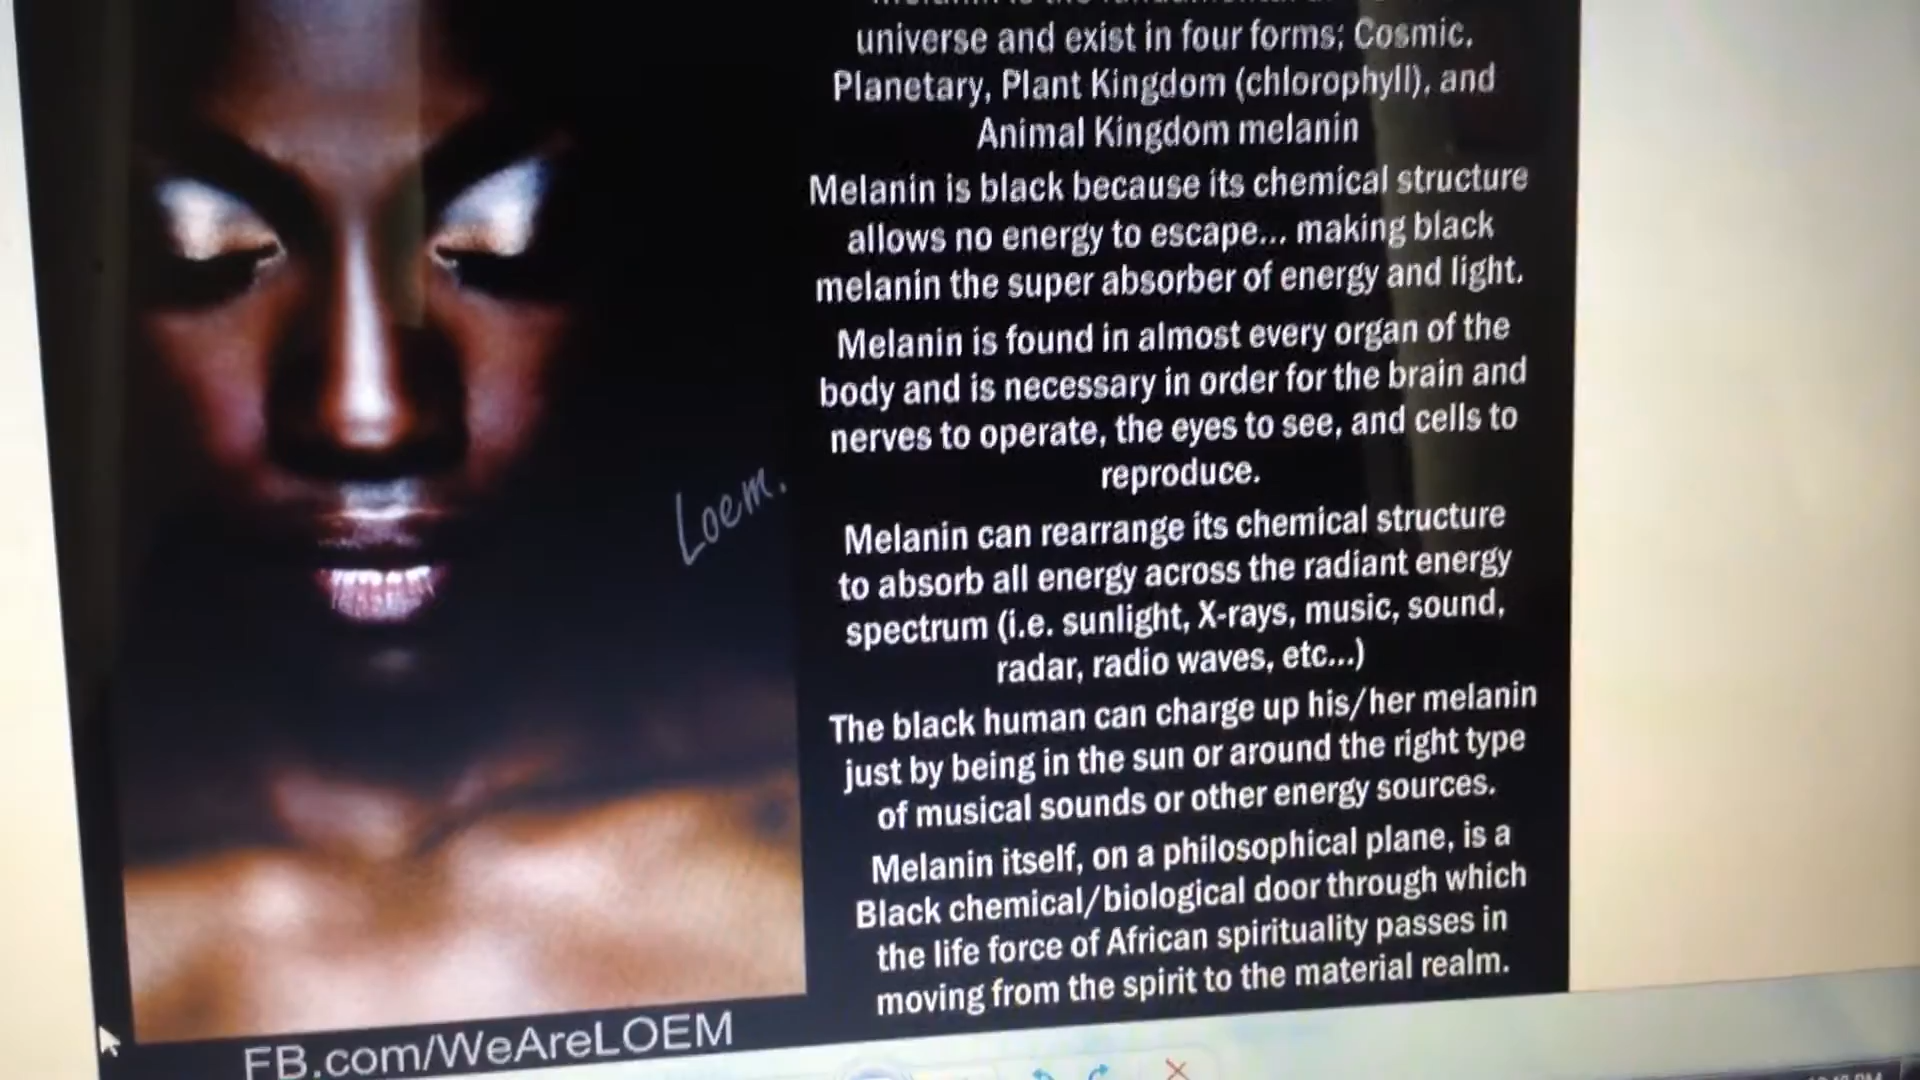 universe and exist in four forms; Cosmic,
Planetary, Plant Kingdom (chlorophyll), and
Animal Kingdom melanin
Melanin is black because its chemical structure
allows no energy to escape... making black
melanin the super absorber of energy and light.
Melanin is found in almost every organ of the
body and is necessary in order for the brain and
nerves to operate, the eyes to see, and cells to
reproduce.
Melanin can rearrange its chemical structure
to absorb all energy across the radiant energy
spectrum (i.e. sunlight, X-rays, music, sound,
radar, radio waves, etc...)
The black human can charge up his/her melanin
just by being in the sun or around the right type
of musical sounds or other energy sources.
Melanin itself, on a philosophical plane, is a
Black chemical/biological door through which
the life force of African spirituality passes in
moving from the spirit to the material realm.
Loem.
FB.com/WeAreLOEM